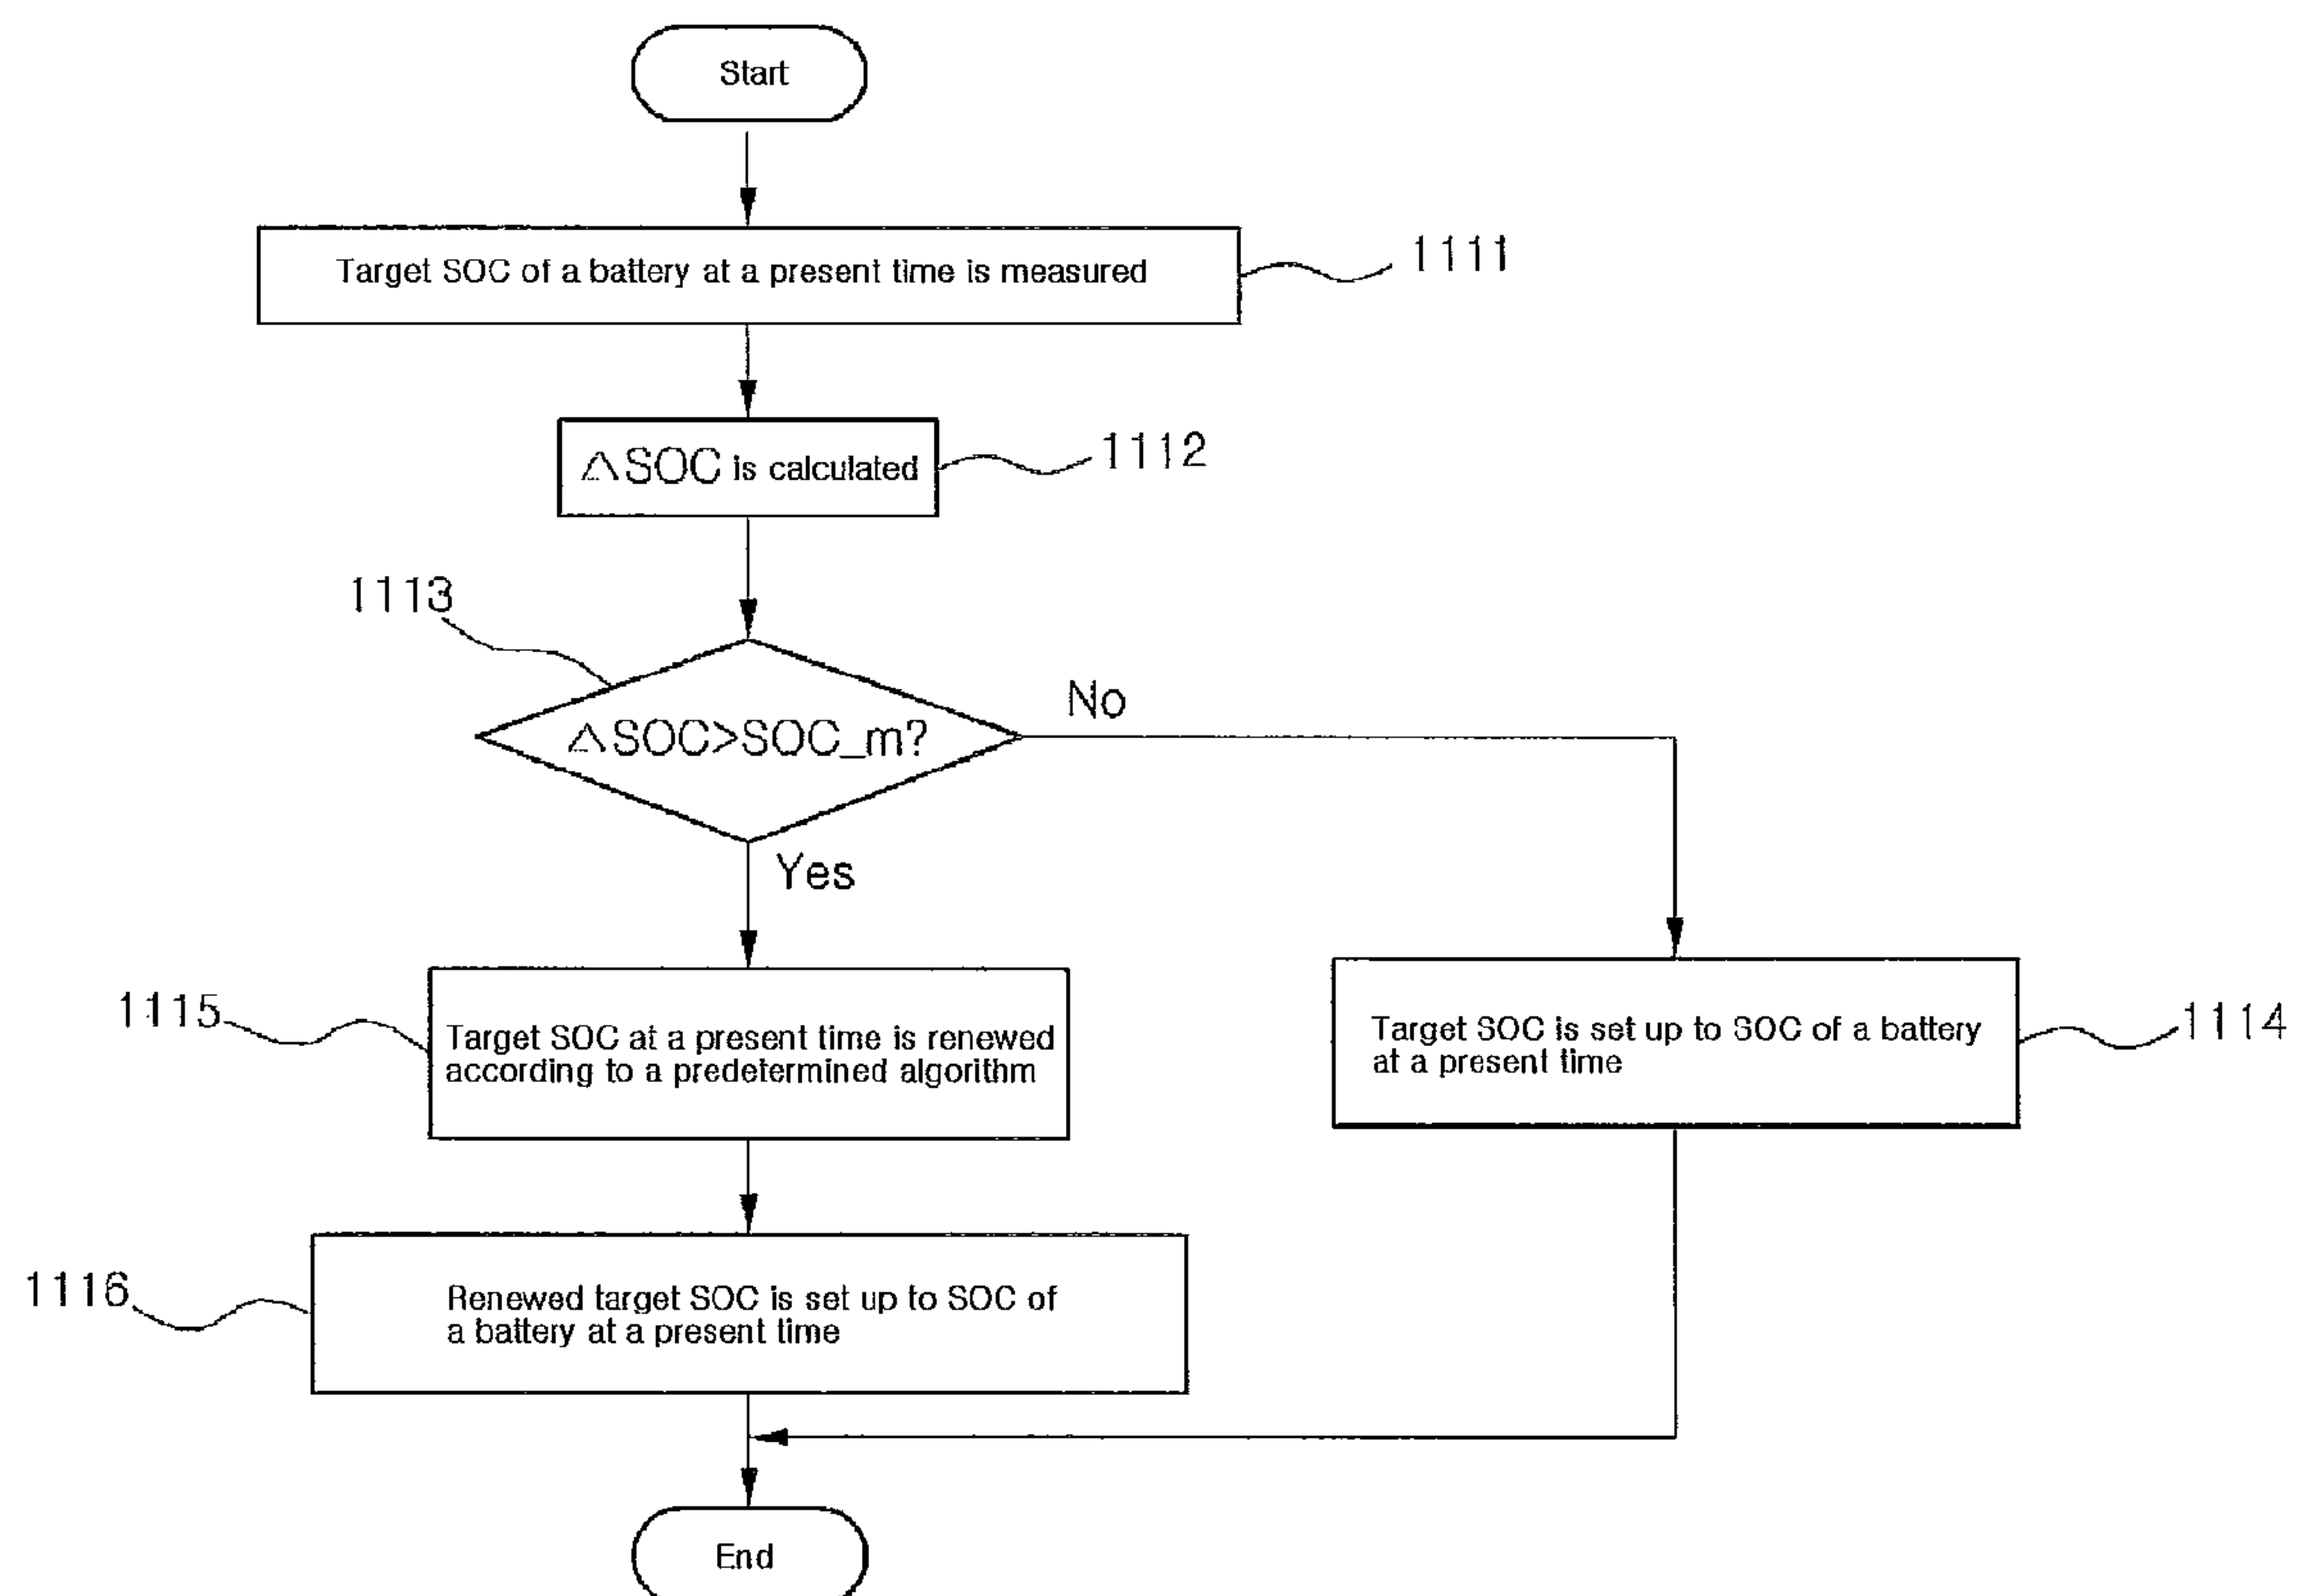 Start
Target SOC of a battery at a present time is measured
1111
△SOC is calculated
1112
1113
△SOC>SOC_m?
No
Yes
1115
Target SOC at a present time is renewed
according to a predetermined algorithm
Target SOC is set up to SOC of a battery
at a present time
1114
1116
Renewed target SOC is set up to SOC of
a battery at a present time
End